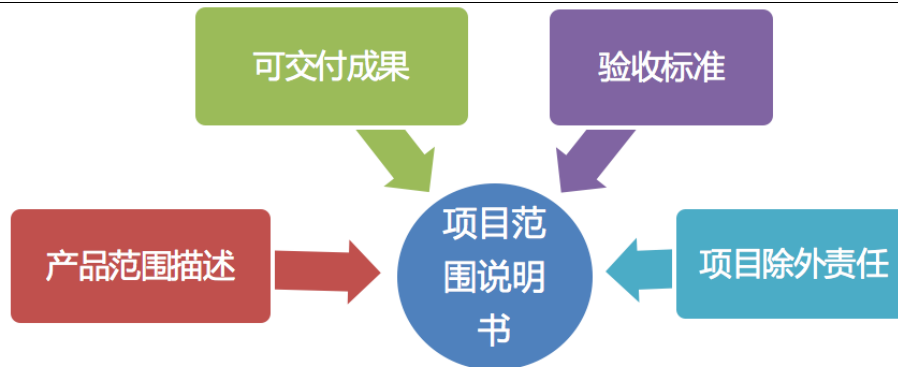 可交付成果
验收标准
产品范围描述
项目范
围说明
书
项目除外责任